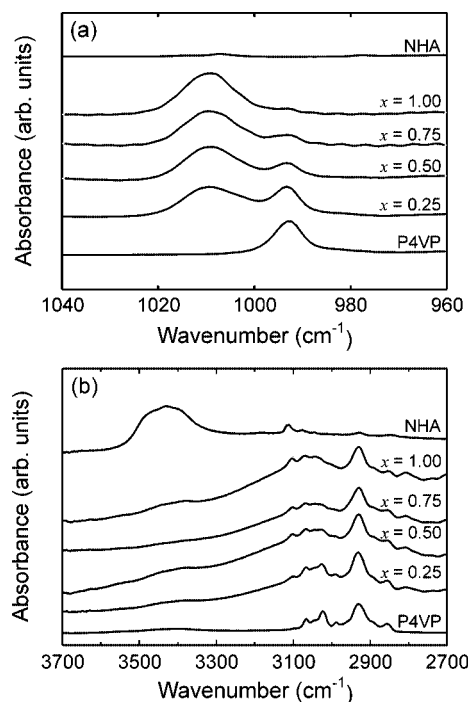 (a)
NHA
x = 1.00
x = 0.75
x = 0.50
x = 0.25
P4VP
Absorbance (arb. units)
1040 1020 1000 980 960
Wavenumber (cm⁻¹)
(b)
NHA
x = 1.00
x = 0.75
x = 0.50
x = 0.25
P4VP
Absorbance (arb. units)
3700 3500 3300 3100 2900 2700
Wavenumber (cm⁻¹)